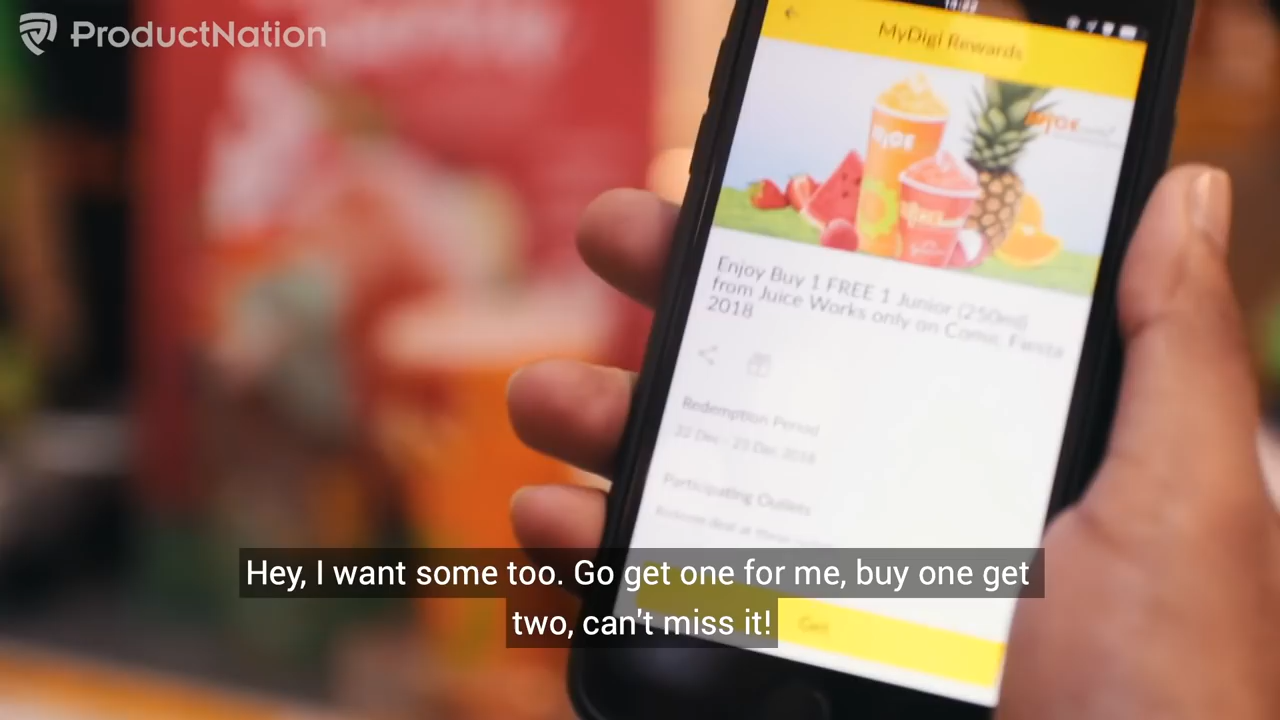 ProductNation
MyDigi Rewards
Enjoy Buy 1 FREE 1 Junior (250ml)
from Juice Works only on Comic Fiesta
2018
Redemption Period
22 Dec - 23 Dec 2018
Participating Outlets
Hey, I want some too. Go get one for me, buy one get
two, can't miss it!